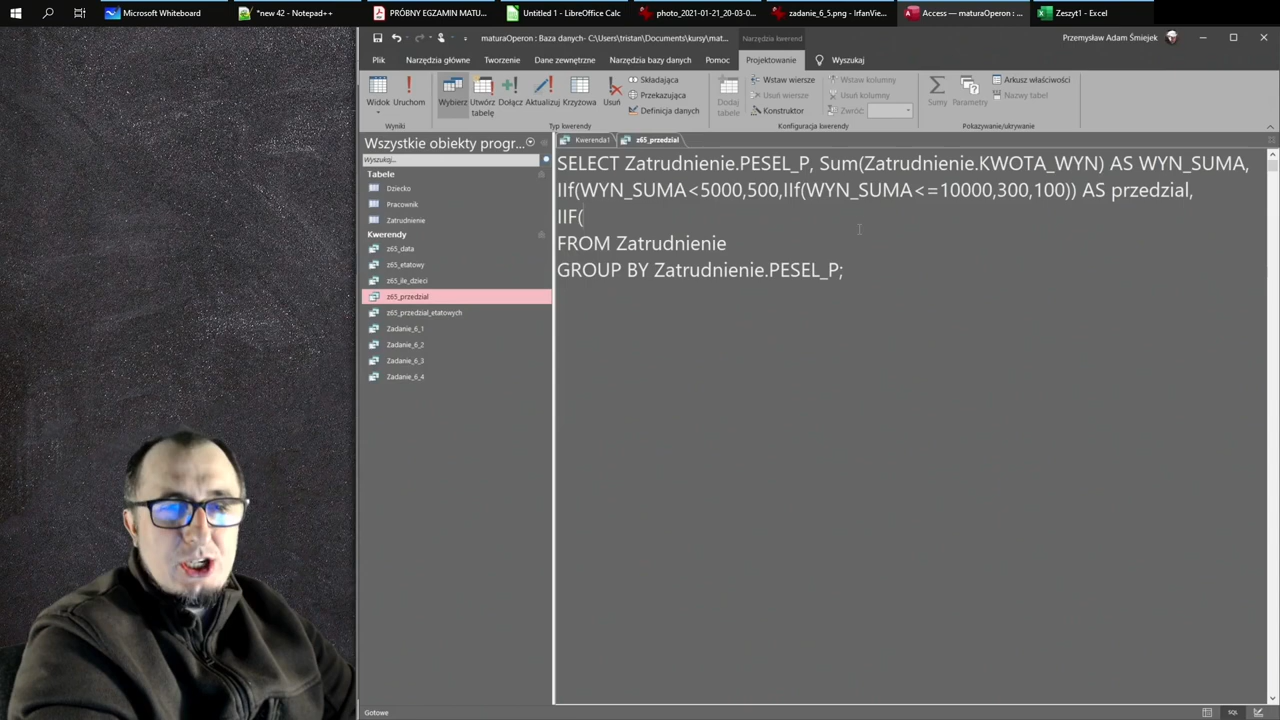 Microsoft Whiteboard
*new 42 - Notepad++
PRÓBNY EGZAMIN MATU...
Untitled 1 - LibreOffice Calc
photo_2021-01-21_20-03-0...
zadanie_6_5.png - IrfanVie...
Access — maturaOperon : ...
Zeszyt1 - Excel
maturaOperon : Baza danych- C:\Users\tristan\Documents\kursy\mat...
Narzędzia kwerend
Przemysław Adam Śmiejek
Plik
Narzędzia główne
Tworzenie
Dane zewnętrzne
Narzędzia bazy danych
Pomoc
Projektowanie
Wyszukaj
Widok
Uruchom
Wybierz
Utwórz tabelę
Dołącz
Aktualizuj
Krzyżowa
Usuń
Składająca
Przekazująca
Definicja danych
Dodaj tabele
Wstaw wiersze
Usuń wiersze
Konstruktor
Wstaw kolumny
Usuń kolumny
Zwróć:
Sumy
Parametry
Arkusz właściwości
Nazwy tabel
Wyniki
Typ kwerendy
Konfiguracja kwerendy
Pokazywanie/ukrywanie
Wszystkie obiekty progr...
Wyszukaj...
Tabele
Dziecko
Pracownik
Zatrudnienie
Kwerendy
z65_data
z65_etatowy
z65_ile_dzieci
z65_przedzial
z65_przedzial_etatowych
Zadanie_6_1
Zadanie_6_2
Zadanie_6_3
Zadanie_6_4
Kwerenda1
z65_przedzial
SELECT Zatrudnienie.PESEL_P, Sum(Zatrudnienie.KWOTA_WYN) AS WYN_SUMA,
IIf(WYN_SUMA<5000,500,IIf(WYN_SUMA<=10000,300,100)) AS przedzial,
IIF(
FROM Zatrudnienie
GROUP BY Zatrudnienie.PESEL_P;
Gotowe
SQL